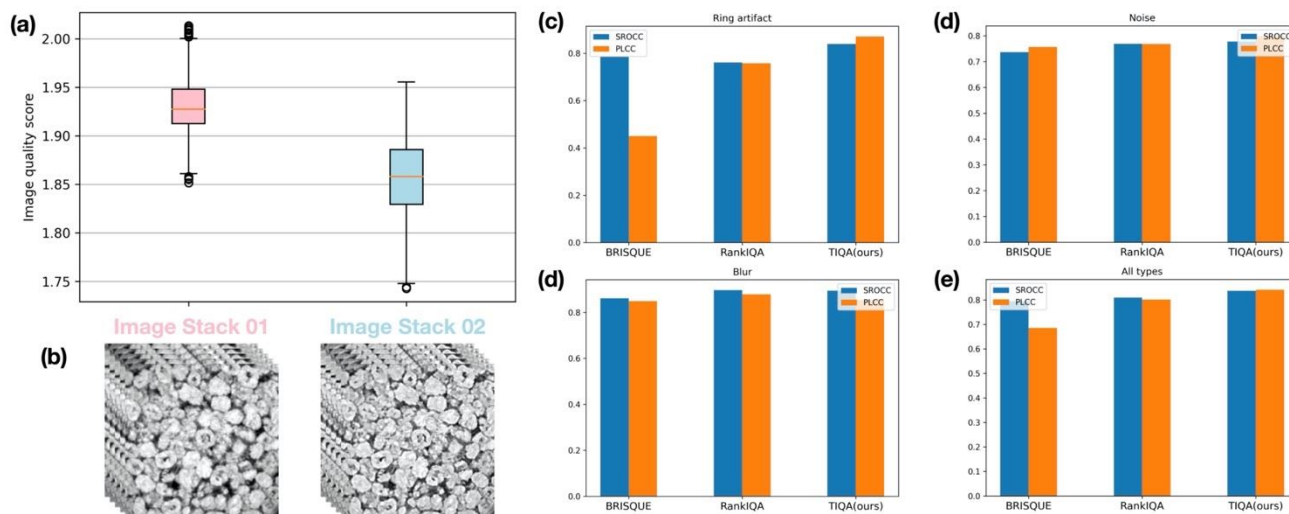 (a)
2.00
1.95
1.90
1.85
1.80
1.75
Image quality score
Image Stack 01
Image Stack 02
(b)
(c)
Ring artifact
SROCC
PLCC
0.8
0.6
0.4
0.2
0.0
BRISQUE RankIQA TIQA(ours)
(d)
Noise
SROCC
PLCC
0.8
0.7
0.6
0.5
0.4
0.3
0.2
0.1
0.0
BRISQUE RankIQA TIQA(ours)
(d)
Blur
SROCC
PLCC
0.8
0.6
0.4
0.2
0.0
BRISQUE RankIQA TIQA(ours)
(e)
All types
SROCC
PLCC
0.8
0.7
0.6
0.5
0.4
0.3
0.2
0.1
0.0
BRISQUE RankIQA TIQA(ours)